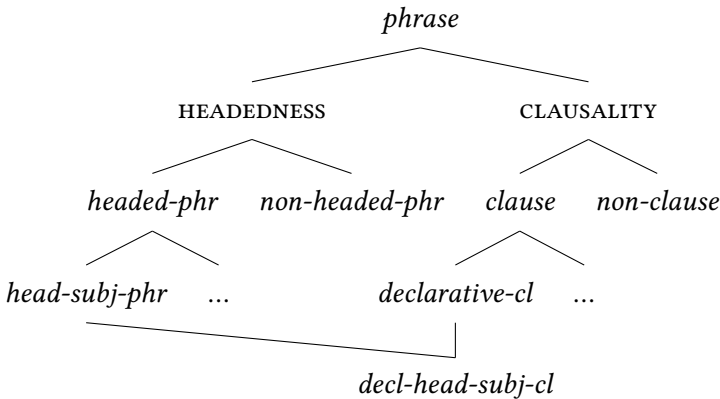 phrase
HEADEDNESS CLAUSALITY
headed-phr non-headed-phr clause non-clause
head-subj-phr ... declarative-cl ...
decl-head-subj-cl